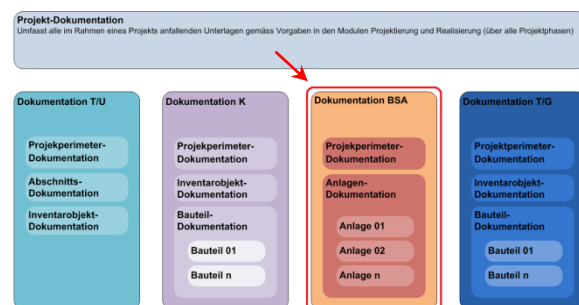 Projekt-Dokumentation
Umfasst alle im Rahmen eines Projekts anfallenden Unterlagen gemäss Vorgaben in den Modulen Projektierung und Realisierung (über alle Projektphasen)
Dokumentation T/U
Projekperimeter-
Dokumentation
Abschnitts-
Dokumentation
Inventarobjekt-
Dokumentation
Dokumentation K
Projekperimeter-
Dokumentation
Inventarobjekt-
Dokumentation
Bauteil-
Dokumentation
Bauteil 01
Bauteil n
Dokumentation BSA
Projekperimeter-
Dokumentation
Anlagen-
Dokumentation
Anlage 01
Anlage 02
Anlage n
Dokumentation T/G
Projektperimeter-
Dokumentation
Inventarobjekt-
Dokumentation
Bauteil-
Dokumentation
Bauteil 01
Bauteil n